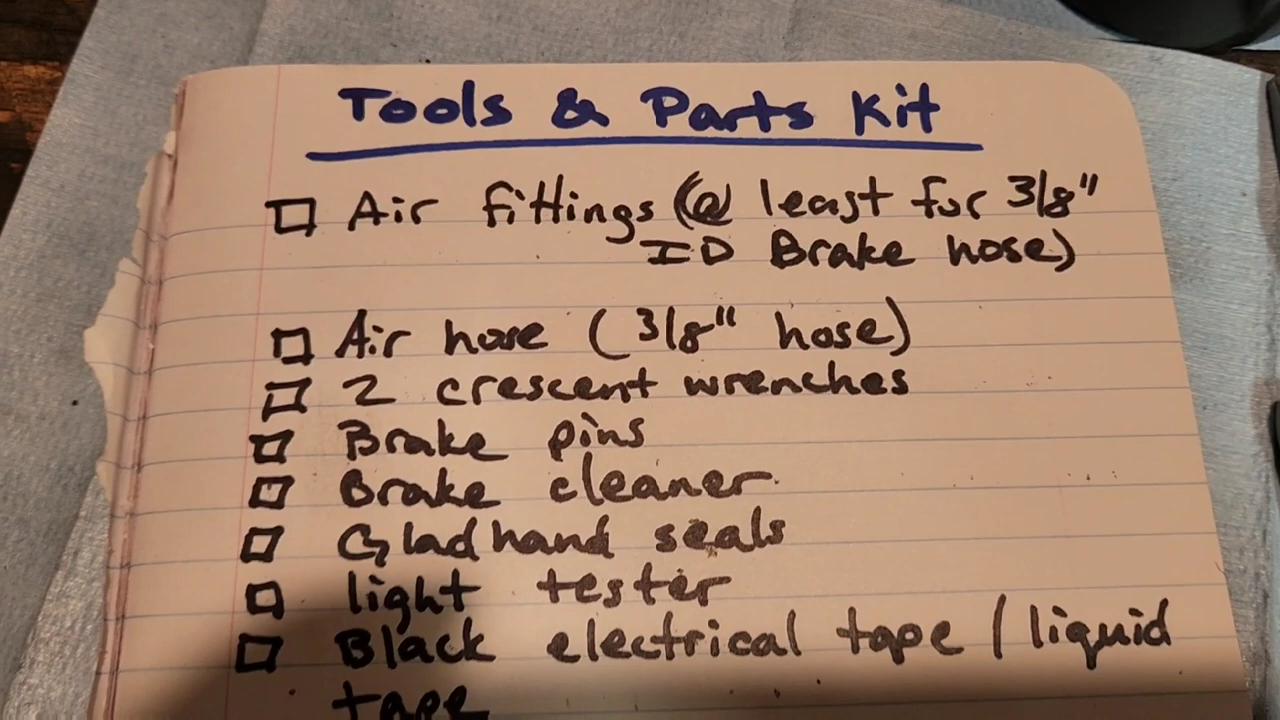 Tools & Parts Kit
Air fittings (@ least for 3/8"
ID Brake hose)
Air hose (3/8" hose)
2 crescent wrenches
Brake pins
Brake cleaner
Gladhand seals
light tester
Black electrical tape / liquid
tape